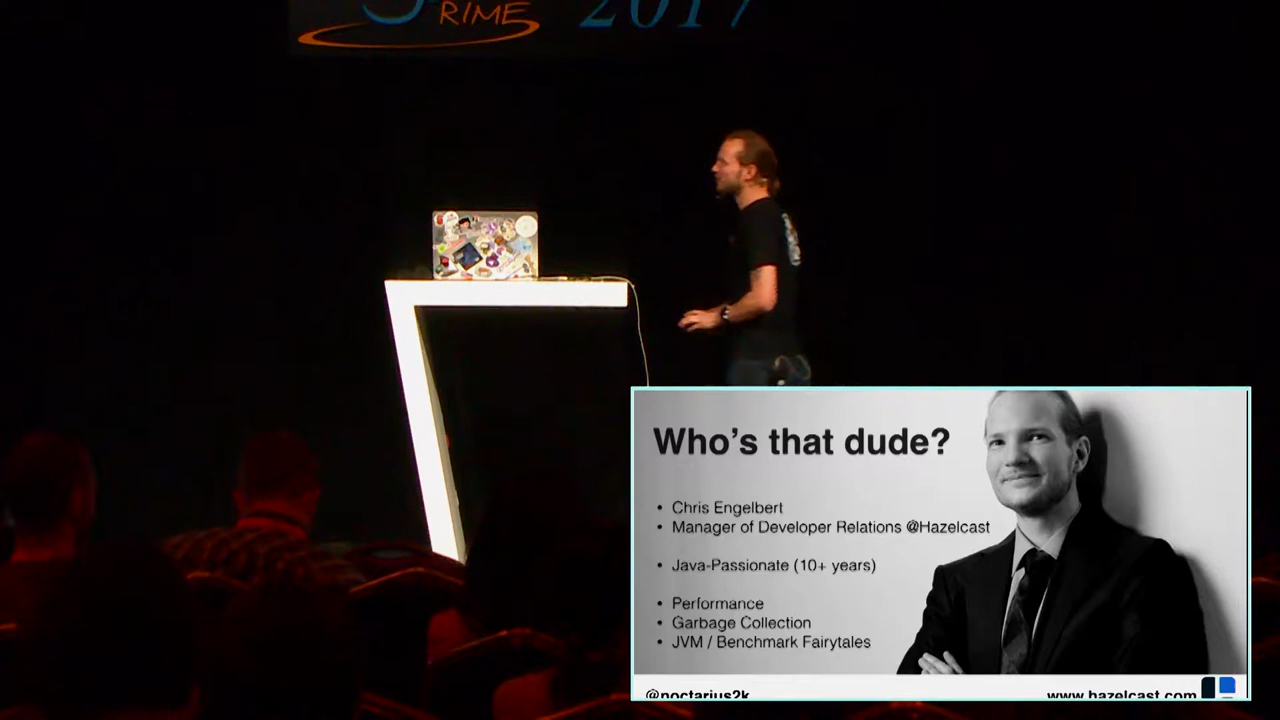 RIME 2017
Who's that dude?
• Chris Engelbert
• Manager of Developer Relations @Hazelcast
• Java-Passionate (10+ years)
• Performance
• Garbage Collection
• JVM / Benchmark Fairytales
@noctarius2k
www.hazelcast.com